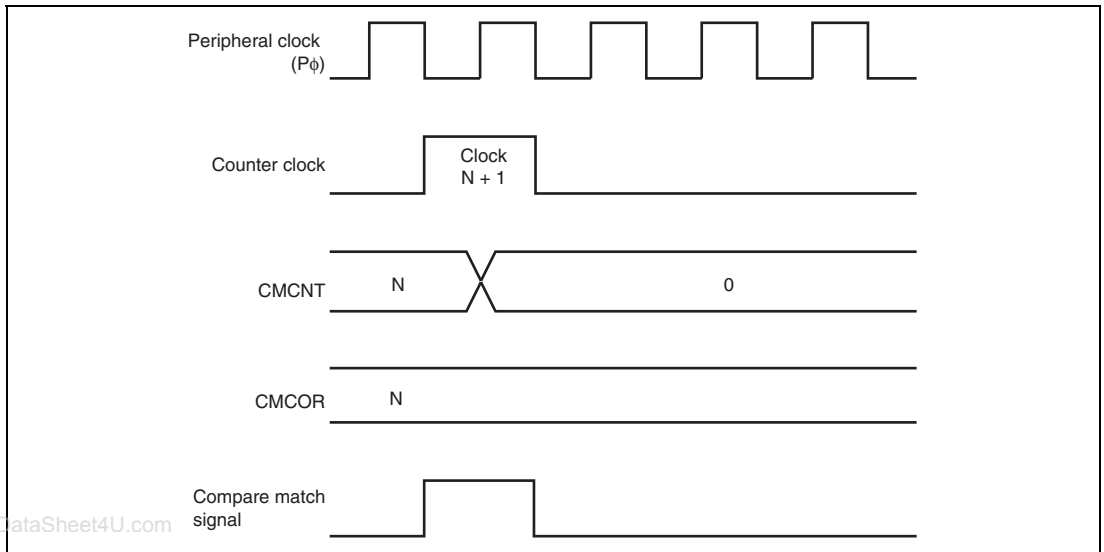 Peripheral clock
(Pϕ)
Counter clock
Clock
N + 1
CMCNT
N
0
CMCOR
N
Compare match
signal
DataSheet4U.com